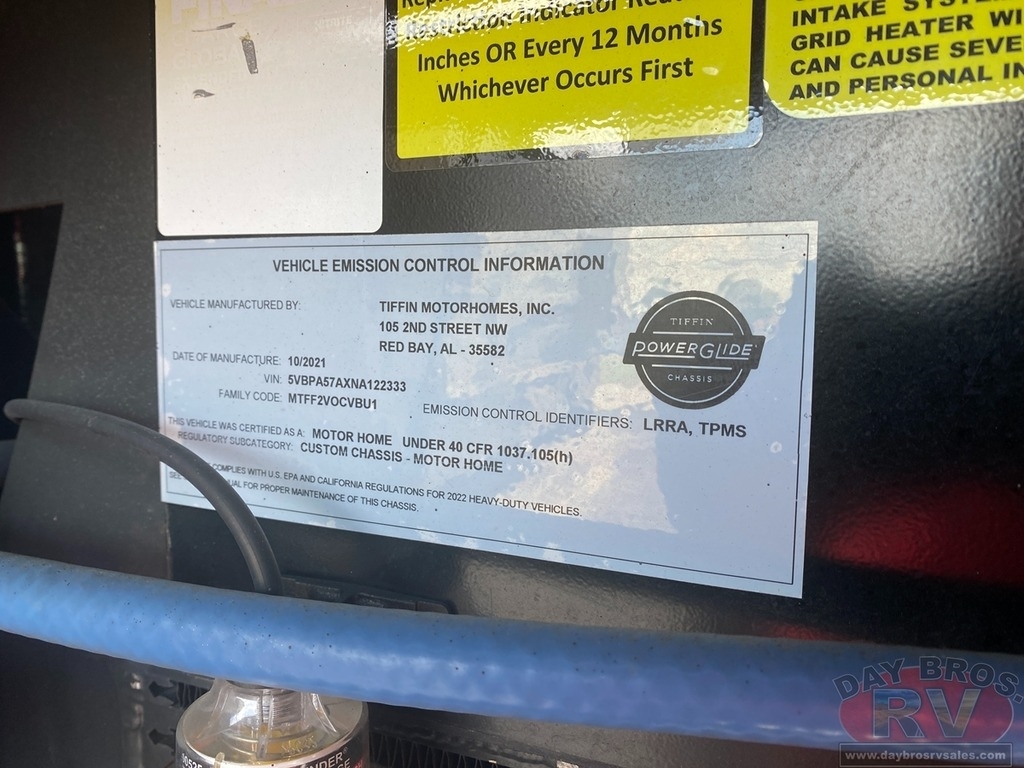 Inches OR Every 12 Months
Whichever Occurs First
INTAKE SYSTEM
GRID HEATER
CAN CAUSE
AND PERSONAL
VEHICLE EMISSION CONTROL INFORMATION
VEHICLE MANUFACTURED BY: TIFFIN MOTORHOMES, INC.
105 2ND STREET NW
RED BAY, AL - 35582
TIFFIN
POWERGLIDE
CHASSIS
DATE OF MANUFACTURE: 10/2021
VIN: 5VBPA57AXNA122333
FAMILY CODE: MTFF2VOCVBU1
EMISSION CONTROL IDENTIFIERS: LRRA, TPMS
THIS VEHICLE WAS CERTIFIED AS A: MOTOR HOME UNDER 40 CFR 1037.105(h)
REGULATORY SUBCATEGORY: CUSTOM CHASSIS - MOTOR HOME
COMPLIES WITH U.S. EPA AND CALIFORNIA REGULATIONS FOR 2022 HEAVY-DUTY VEHICLES.
FOR PROPER MAINTENANCE OF THIS CHASSIS.
DAY BROS.
RV
www.daybrosrvsales.com